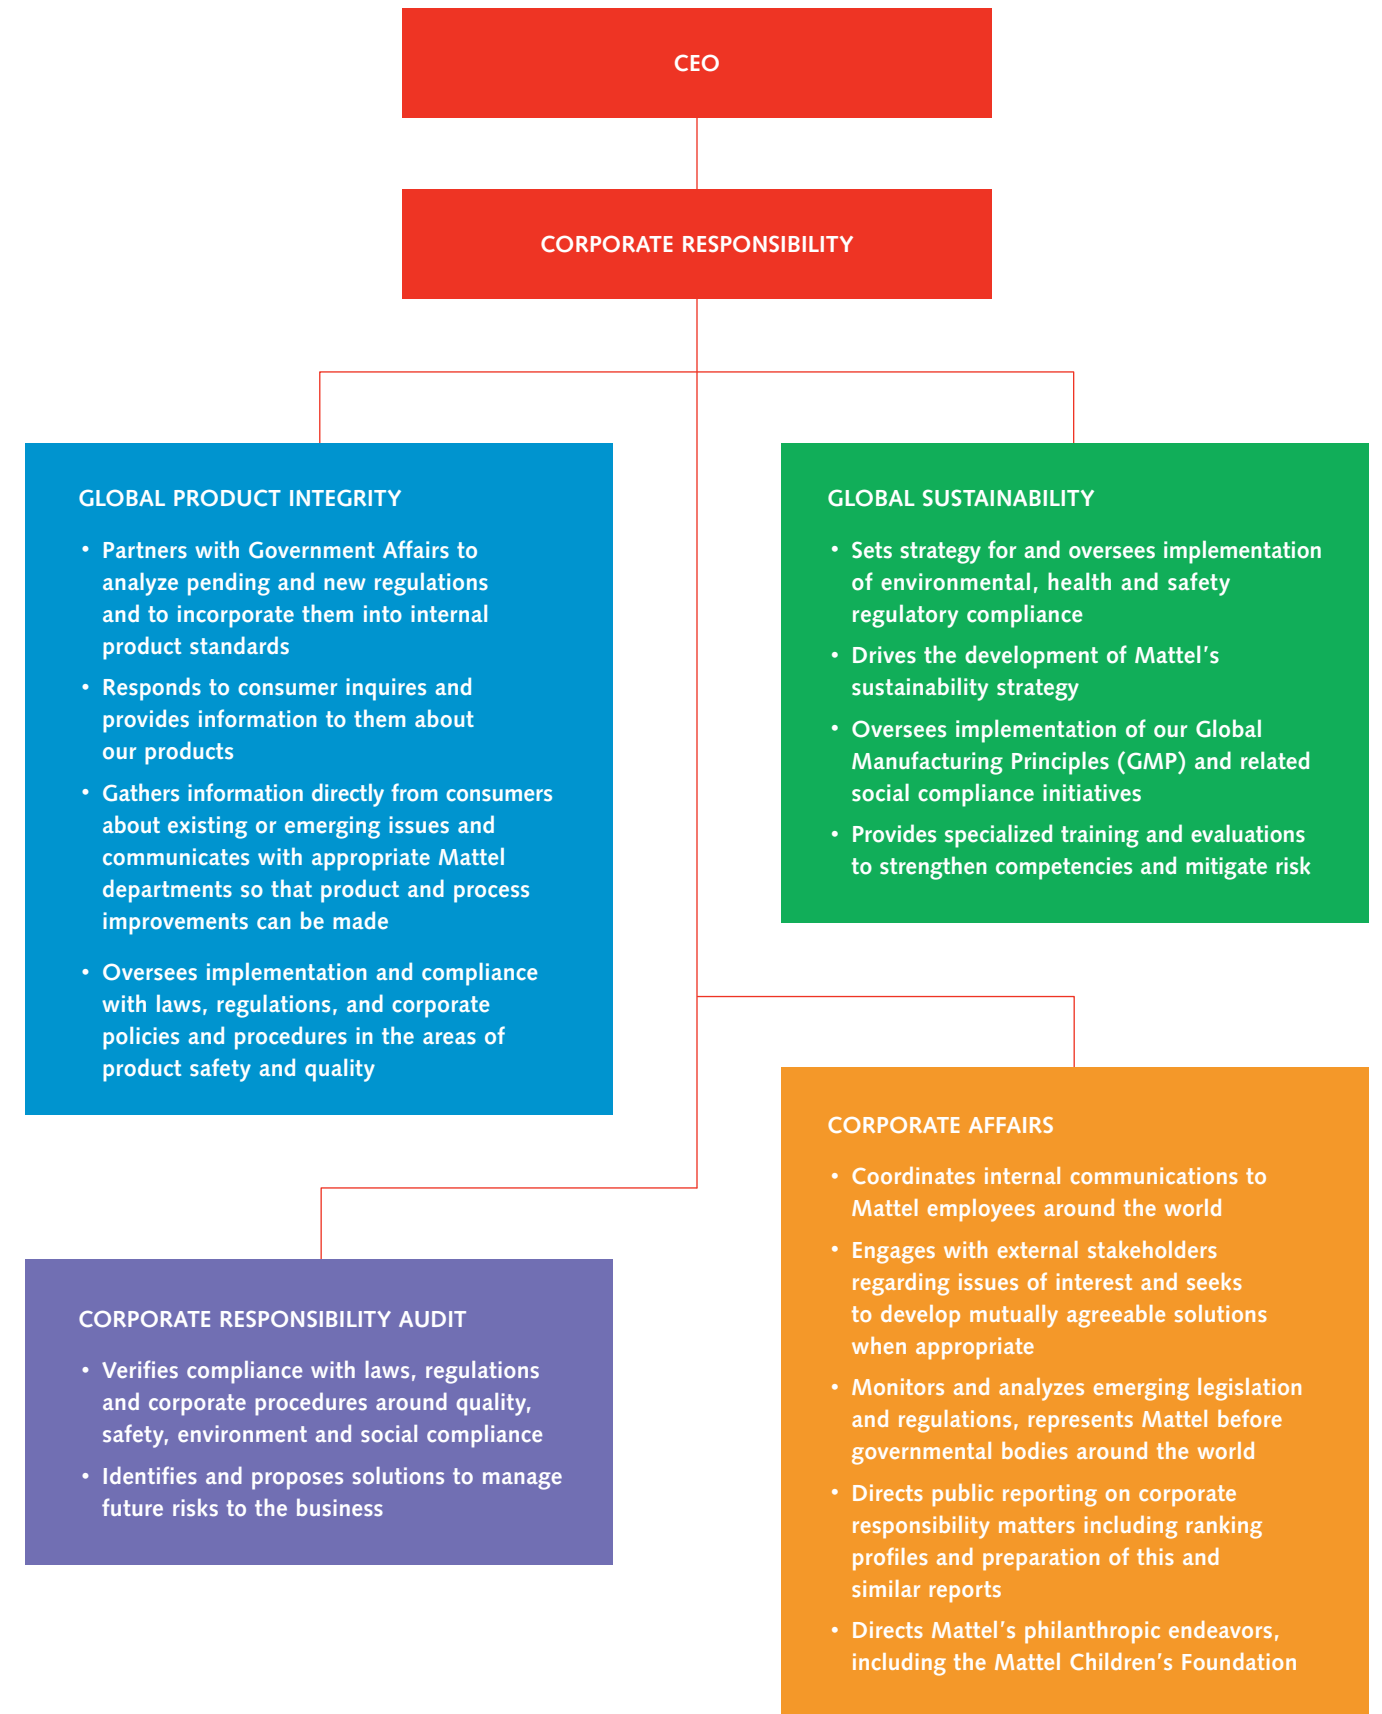 CEO
CORPORATE RESPONSIBILITY
GLOBAL PRODUCT INTEGRITY
• Partners with Government Affairs to
analyze pending and new regulations
and to incorporate them into internal
product standards
• Responds to consumer inquires and
provides information to them about
our products
• Gathers information directly from consumers
about existing or emerging issues and
communicates with appropriate Mattel
departments so that product and process
improvements can be made
• Oversees implementation and compliance
with laws, regulations, and corporate
policies and procedures in the areas of
product safety and quality
GLOBAL SUSTAINABILITY
• Sets strategy for and oversees implementation
of environmental, health and safety
regulatory compliance
• Drives the development of Mattel's
sustainability strategy
• Oversees implementation of our Global
Manufacturing Principles (GMP) and related
social compliance initiatives
• Provides specialized training and evaluations
to strengthen competencies and mitigate risk
CORPORATE RESPONSIBILITY AUDIT
• Verifies compliance with laws, regulations
and corporate procedures around quality,
safety, environment and social compliance
• Identifies and proposes solutions to manage
future risks to the business
CORPORATE AFFAIRS
• Coordinates internal communications to
Mattel employees around the world
• Engages with external stakeholders
regarding issues of interest and seeks
to develop mutually agreeable solutions
when appropriate
• Monitors and analyzes emerging legislation
and regulations, represents Mattel before
governmental bodies around the world
• Directs public reporting on corporate
responsibility matters including ranking
profiles and preparation of this and
similar reports
• Directs Mattel's philanthropic endeavors,
including the Mattel Children's Foundation